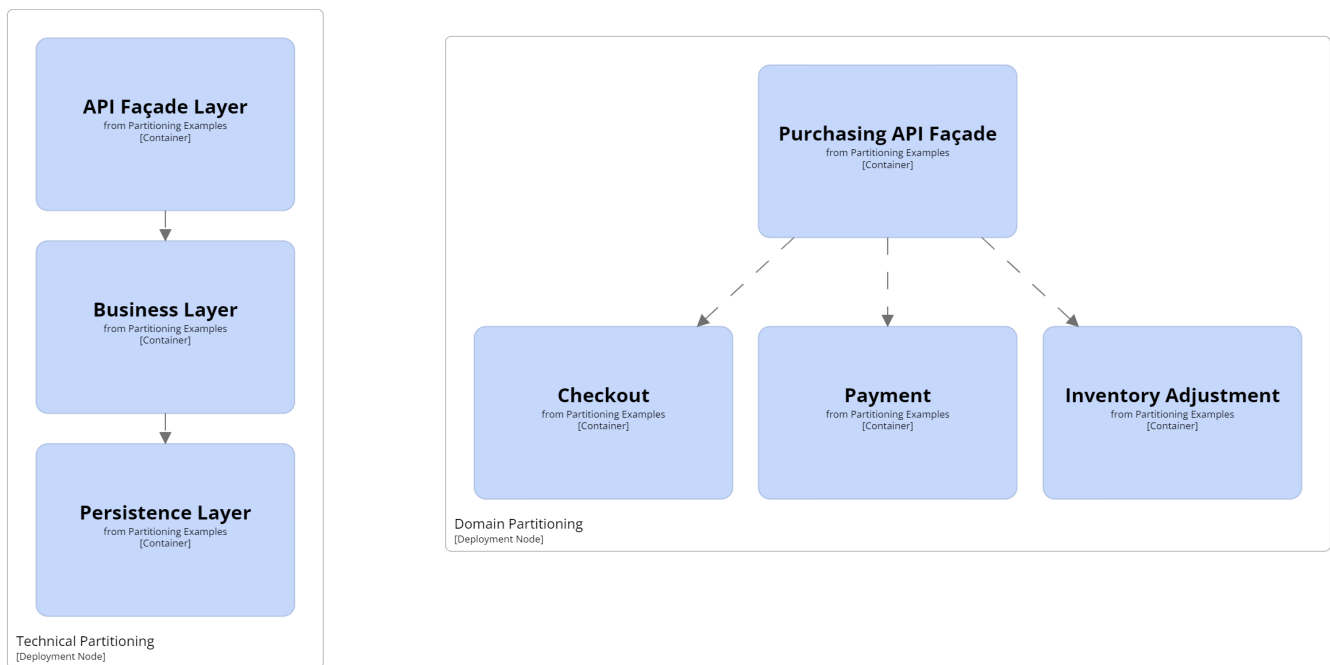 API Façade Layer
from Partitioning Examples
[Container]
Business Layer
from Partitioning Examples
[Container]
Persistence Layer
from Partitioning Examples
[Container]
Technical Partitioning
[Deployment Node]
Purchasing API Façade
from Partitioning Examples
[Container]
Checkout
from Partitioning Examples
[Container]
Payment
from Partitioning Examples
[Container]
Inventory Adjustment
from Partitioning Examples
[Container]
Domain Partitioning
[Deployment Node]